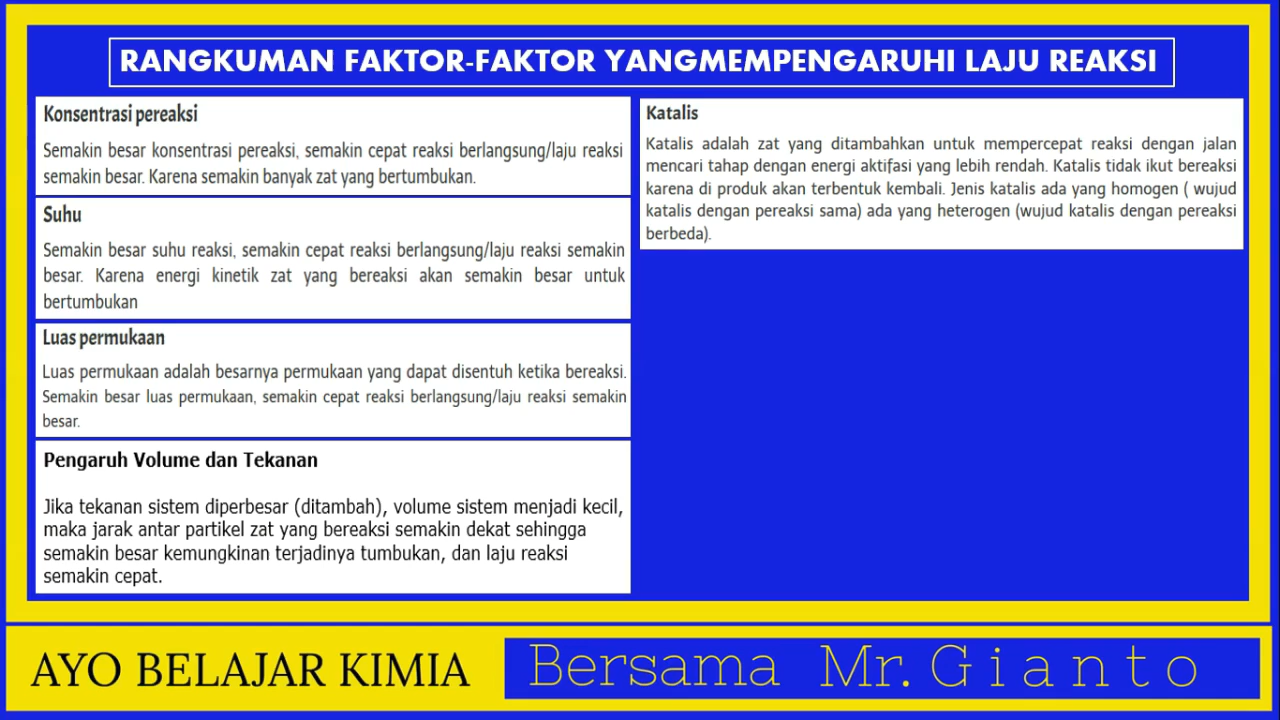 RANGKUMAN FAKTOR-FAKTOR YANGMEMPENGARUHI LAJU REAKSI
Konsentrasi pereaksi
Semakin besar konsentrasi pereaksi, semakin cepat reaksi berlangsung/laju reaksi
semakin besar. Karena semakin banyak zat yang bertumbukan.
Suhu
Semakin besar suhu reaksi, semakin cepat reaksi berlangsung/laju reaksi semakin
besar. Karena energi kinetik zat yang bereaksi akan semakin besar untuk
bertumbukan
Luas permukaan
Luas permukaan adalah besarnya permukaan yang dapat disentuh ketika bereaksi.
Semakin besar luas permukaan, semakin cepat reaksi berlangsung/laju reaksi semakin
besar.
Pengaruh Volume dan Tekanan
Jika tekanan sistem diperbesar (ditambah), volume sistem menjadi kecil,
maka jarak antar partikel zat yang bereaksi semakin dekat sehingga
semakin besar kemungkinan terjadinya tumbukan, dan laju reaksi
semakin cepat.
Katalis
Katalis adalah zat yang ditambahkan untuk mempercepat reaksi dengan jalan
mencari tahap dengan energi aktifasi yang lebih rendah. Katalis tidak ikut bereaksi
karena di produk akan terbentuk kembali. Jenis katalis ada yang homogen ( wujud
katalis dengan pereaksi sama) ada yang heterogen (wujud katalis dengan pereaksi
berbeda).
AYO BELAJAR KIMIA
Bersama Mr. Gianto